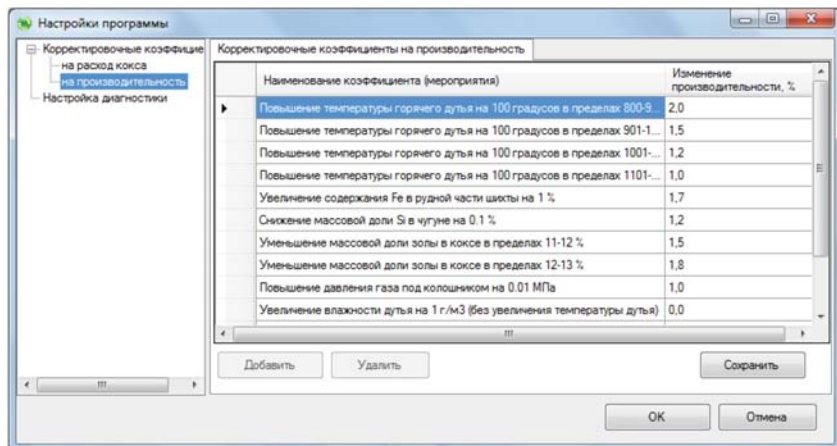 Настройки программы
Корректировочные коэффицие
на расход кокса
на производительность
Настройка диагностики
Корректировочные коэффициенты на производительность
Наименование коэффициента (мероприятия)
Изменение
производительности, %
Повышение температуры горячего дутья на 100 градусов в пределах 800-9... 2,0
Повышение температуры горячего дутья на 100 градусов в пределах 901-1... 1,5
Повышение температуры горячего дутья на 100 градусов в пределах 1001-... 1,2
Повышение температуры горячего дутья на 100 градусов в пределах 1101-... 1,0
Увеличение содержания Fe в рудной части шихты на 1 % 1,7
Снижение массовой доли Si в чугуне на 0.1 % 1,2
Уменьшение массовой доли золы в коксе в пределах 11-12 % 1,5
Уменьшение массовой доли золы в коксе в пределах 12-13 % 1,8
Повышение давления газа под колошником на 0.01 МПа 1,0
Увеличение влажности дутья на 1 г/м3 (без увеличения температуры дутья) 0,0
Добавить Удалить Сохранить
OK Отмена